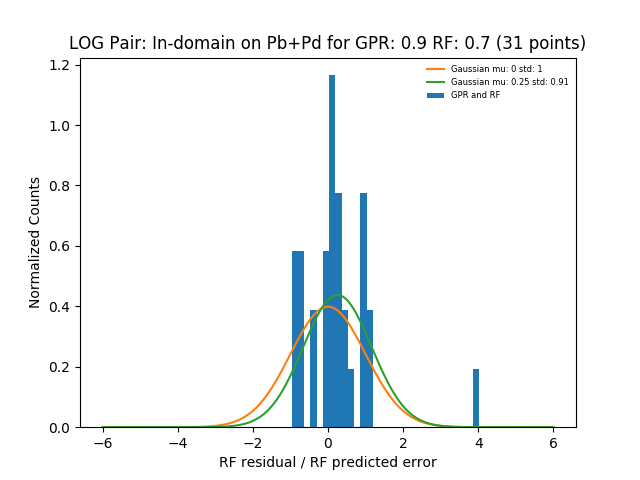 LOG Pair: In-domain on Pb+Pd for GPR: 0.9 RF: 0.7 (31 points)
Gaussian mu: 0 std: 1
Gaussian mu: 0.25 std: 0.91
GPR and RF
Normalized Counts
1.2
1.0
0.8
0.6
0.4
0.2
0.0
−6
−4
−2
0
2
4
6
RF residual / RF predicted error